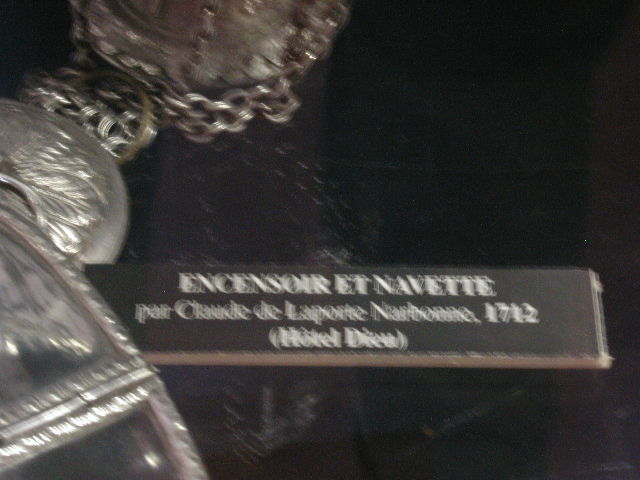 ENCENSOIR ET NAVETTE
par Claude de Laporte Narbonne, 1712
(Hôtel Dieu)